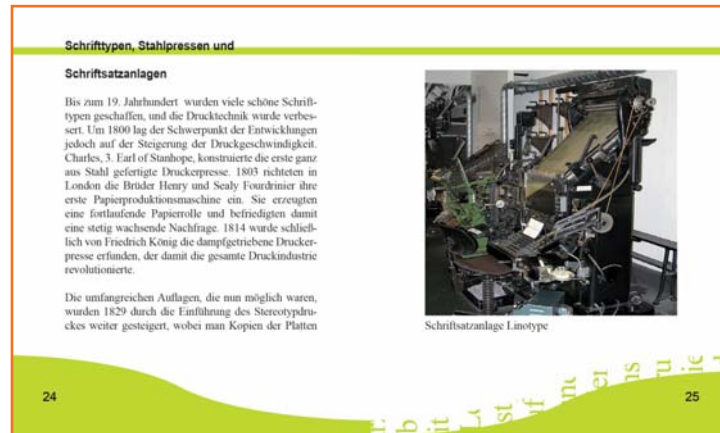 Schrifttypen, Stahlpressen und
Schriftsatzanlagen
Bis zum 19. Jahrhundert wurden viele schöne Schrift-
typen geschaffen, und die Drucktechnik wurde verbes-
sert. Um 1800 lag der Schwerpunkt der Entwicklungen
jedoch auf der Steigerung der Druckgeschwindigkeit.
Charles, 3. Earl of Stanhope, konstruierte die erste ganz
aus Stahl gefertigte Druckerpresse. 1803 richteten in
London die Brüder Henry und Sealy Fourdrinier ihre
erste Papierproduktionsmaschine ein. Sie erzeugten
eine fortlaufende Papierrolle und befriedigten damit
eine stetig wachsende Nachfrage. 1814 wurde schließ-
lich von Friedrich König die dampfgetriebene Drucker-
presse erfunden, der damit die gesamte Druckindustrie
revolutionierte.
Die umfangreichen Auflagen, die nun möglich waren,
wurden 1829 durch die Einführung des Stereotypdru-
ckes weiter gesteigert, wobei man Kopien der Platten
24
Schriftsatzanlage Linotype
25